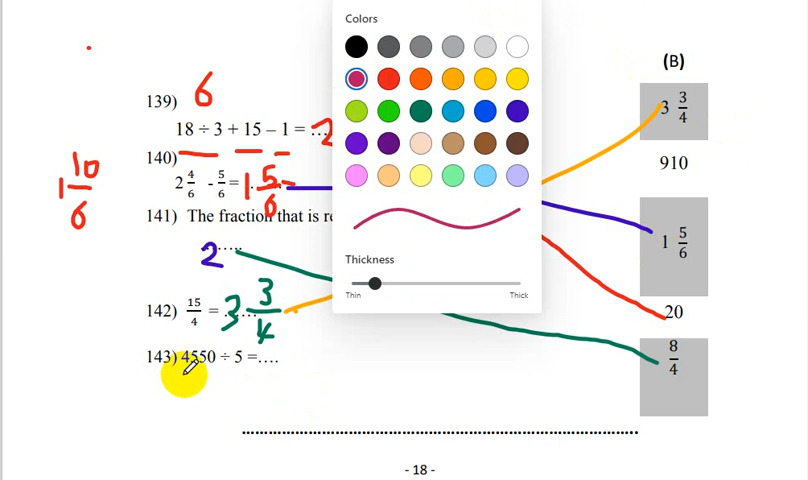 Colors
(B)
139) 6
18 ÷ 3 + 15 – 1 = ...2
3 3/4
140)
910
1 10/6
2 4/6 - 5/6 = 1 5/6
141) The fraction that is re
1 5/6
2
Thickness
Thin Thick
142) 15/4 = 3 3/4
20
143) 4550 ÷ 5 =....
8/4
- 18 -